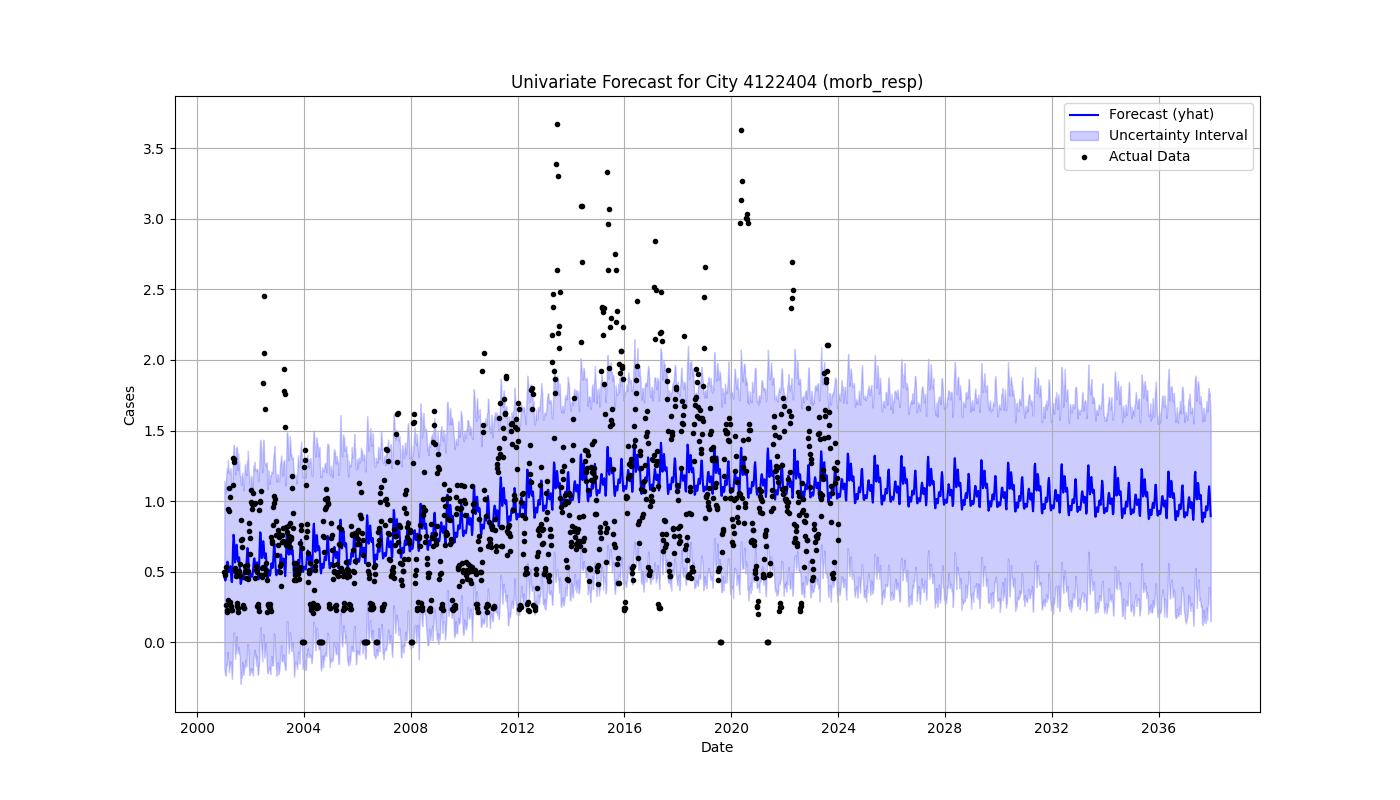 Univariate Forecast for City 4122404 (morb_resp)
Forecast (yhat)
Uncertainty Interval
Actual Data
Cases
3.5
3.0
2.5
2.0
1.5
1.0
0.5
0.0
2000 2004 2008 2012 2016 2020 2024 2028 2032 2036
Date